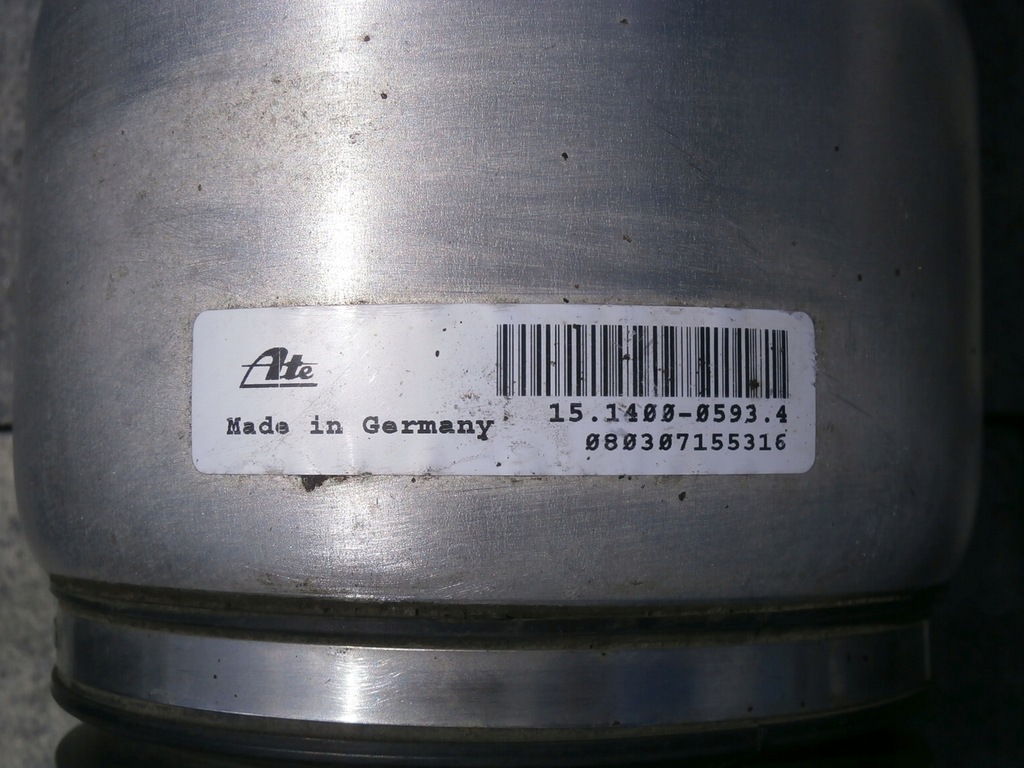 Ate
Made in Germany
15.1400-0593.4
080307155316